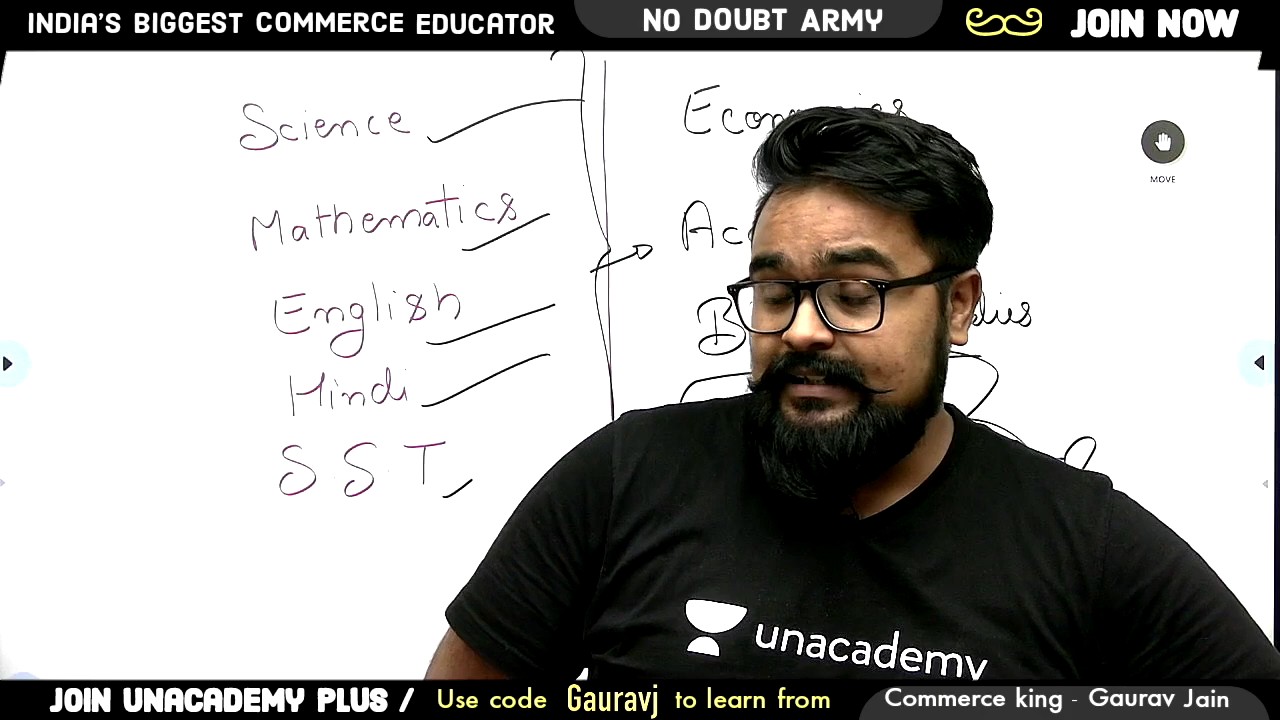 INDIA'S BIGGEST COMMERCE EDUCATOR
NO DOUBT ARMY
JOIN NOW
Science
Mathematics
English
Hindi
S S T
MOVE
unacademy
JOIN UNACADEMY PLUS / Use code Gauravj to learn from
Commerce king - Gaurav Jain